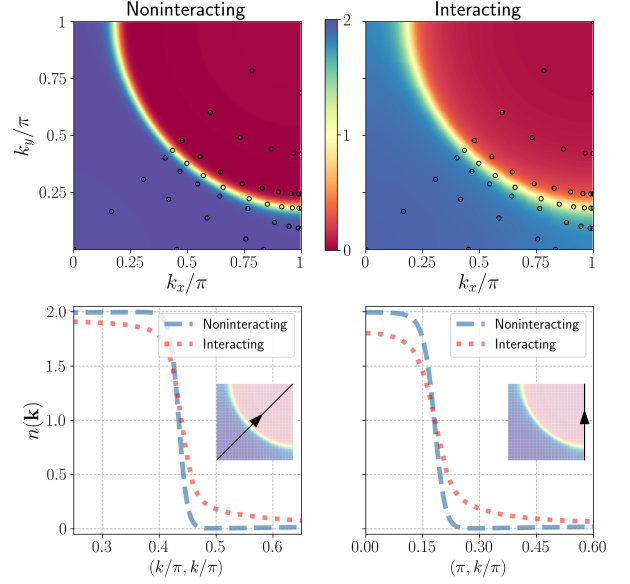 Noninteracting
Interacting
1
0.75
0.5
0.25
k_y/π
0
0.25
0.5
0.75
1
k_x/π
2
1
0
0
0.25
0.5
0.75
1
k_x/π
2.0
1.5
1.0
0.5
0
n(k)
Noninteracting
Interacting
0.3
0.4
0.5
0.6
(k/π, k/π)
Noninteracting
Interacting
0.00
0.15
0.30
0.45
0.60
(π, k/π)